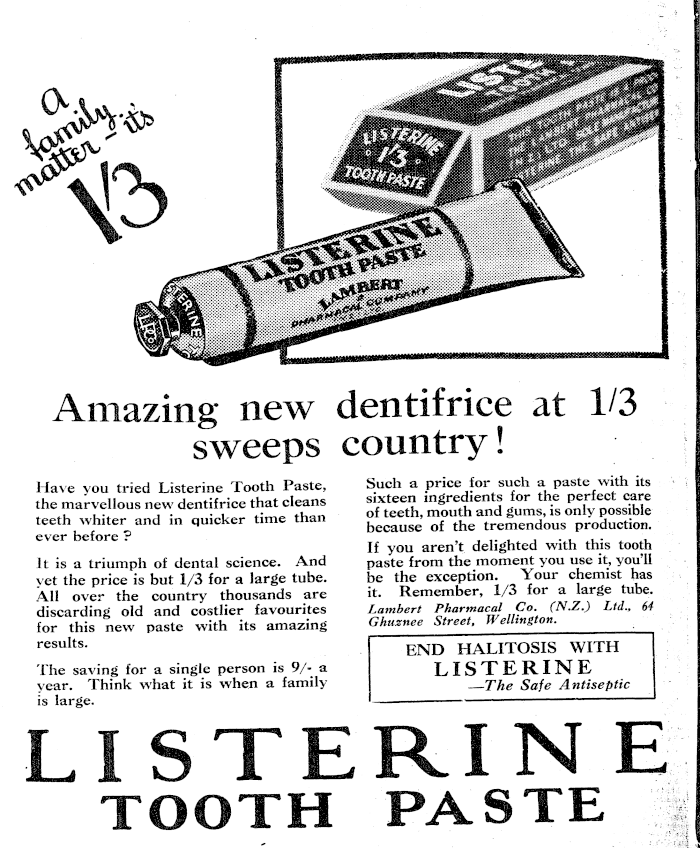 A
family
matter — it's
1/3
LISTERINE
TOOTH PASTE
LISTERINE
1/3
TOOTH PASTE
LISTERINE
TOOTH PASTE
LAMBERT
PHARMACAL COMPANY
Amazing new dentifrice at 1/3
sweeps country!
Have you tried Listerine Tooth Paste,
the marvellous new dentifrice that cleans
teeth whiter and in quicker time than
ever before ?
It is a triumph of dental science. And
yet the price is but 1/3 for a large tube.
All over the country thousands are
discarding old and costlier favourites
for this new paste with its amazing
results.
The saving for a single person is 9/- a
year. Think what it is when a family
is large.
Such a price for such a paste with its
sixteen ingredients for the perfect care
of teeth, mouth and gums, is only possible
because of the tremendous production.
If you aren't delighted with this tooth
paste from the moment you use it, you'll
be the exception. Your chemist has
it. Remember, 1/3 for a large tube.
Lambert Pharmacal Co. (N.Z.) Ltd., 64
Ghuznee Street, Wellington.
END HALITOSIS WITH
LISTERINE
—The Safe Antiseptic
LISTERINE
TOOTH PASTE